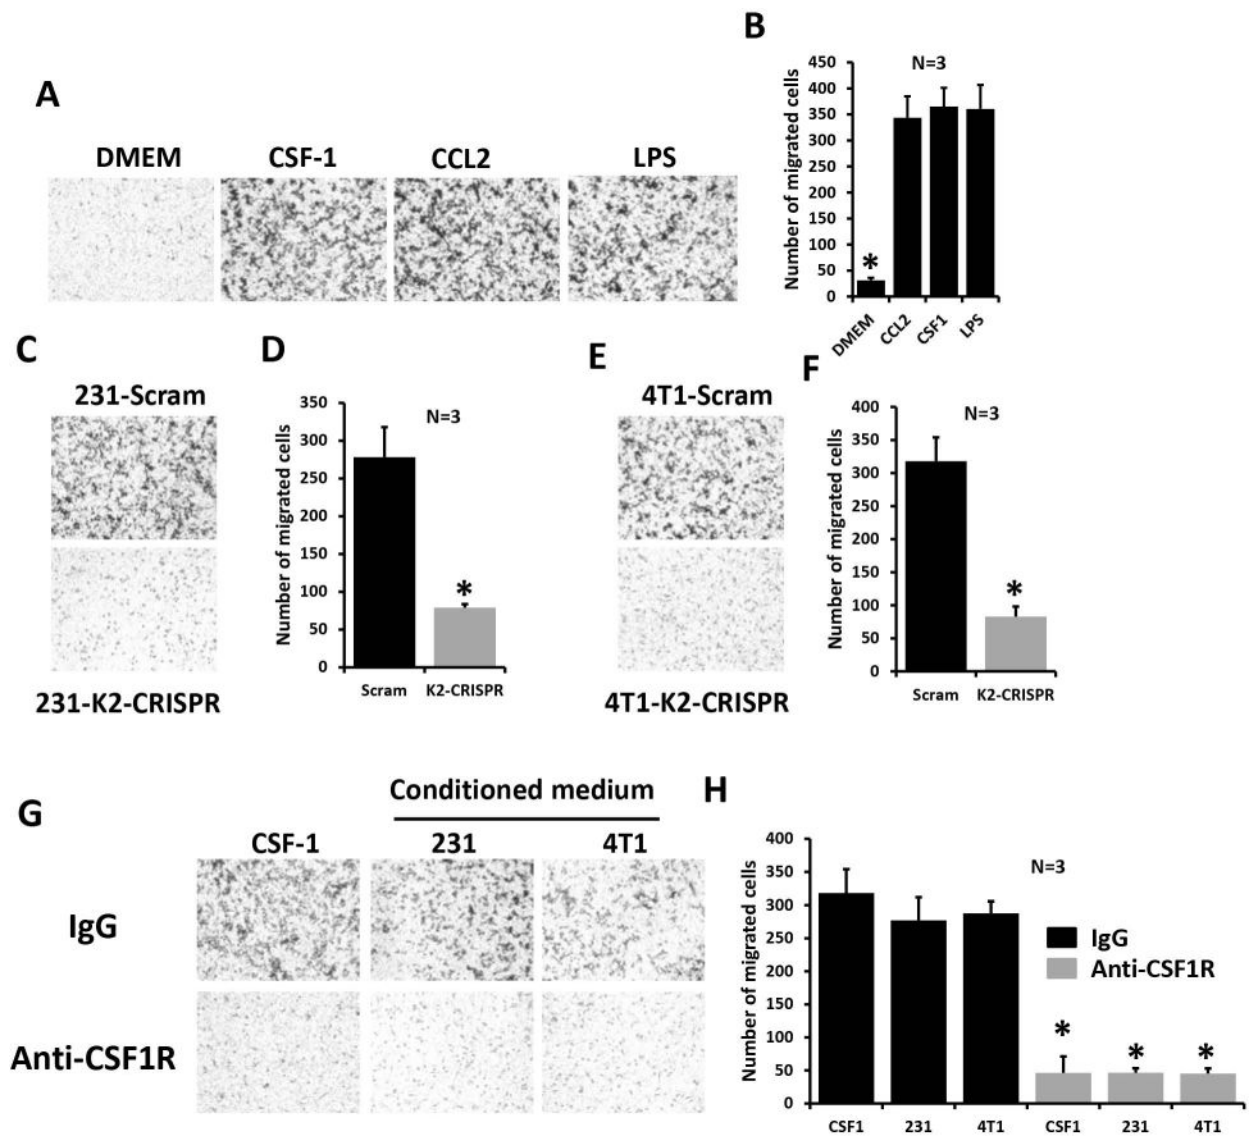 A
DMEM CSF-1 CCL2 LPS
B
Number of migrated cells
450
400
350
300
250
200
150
100
50
0
N=3
*
DMEM CCL2 CSF1 LPS
C
231-Scram
231-K2-CRISPR
D
Number of migrated cells
350
300
250
200
150
100
50
0
N=3
*
Scram K2-CRISPR
E
4T1-Scram
4T1-K2-CRISPR
F
Number of migrated cells
400
350
300
250
200
150
100
50
0
N=3
*
Scram K2-CRISPR
G
Conditioned medium
CSF-1 231 4T1
IgG
Anti-CSF1R
H
Number of migrated cells
400
350
300
250
200
150
100
50
0
N=3
IgG
Anti-CSF1R
* * *
CSF1 231 4T1 CSF1 231 4T1